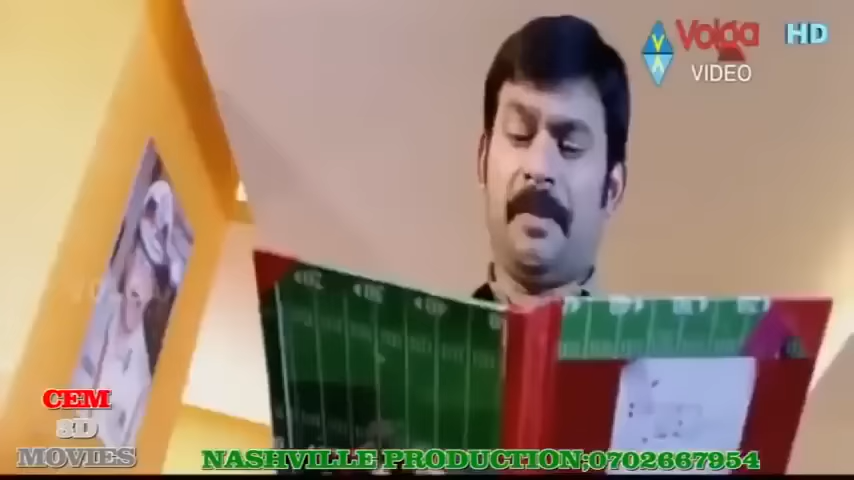 Volga
VIDEO
HD
CEM
3D
MOVIES
NASHVILLE PRODUCTION;0702667954